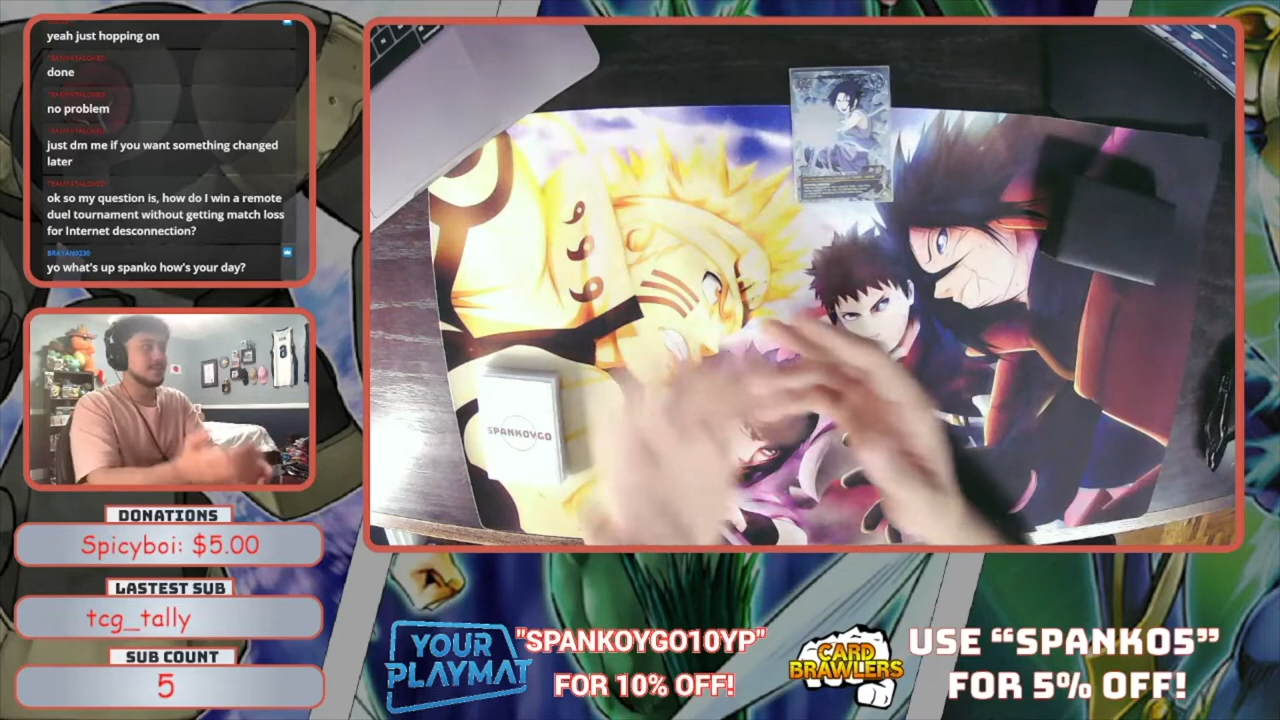 yeah just hopping on
done
no problem
just dm me if you want something changed
later
ok so my question is, how do I win a remote
duel tournament without getting match loss
for Internet desconnection?
BRAYAN0230
yo what's up spanko how's your day?
SPANKOYGO
DONATIONS
Spicyboi: $5.00
LASTEST SUB
tcg_tally
SUB COUNT
5
YOUR
PLAYMAT
"SPANKOYGO10YP"
FOR 10% OFF!
CARD
BRAWLERS
USE “SPANKO5”
FOR 5% OFF!